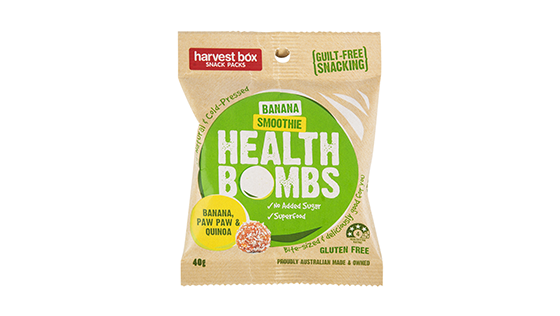 harvest box
SNACK PACKS
GUILT-FREE
SNACKING
BANANA
SMOOTHIE
HEALTH
BOMBS
& Cold-Pressed
✓No Added Sugar
✓Superfood
BANANA,
PAW PAW &
QUINOA
Bite-sized & deliciously good for you
GLUTEN FREE
40g
PROUDLY AUSTRALIAN MADE & OWNED